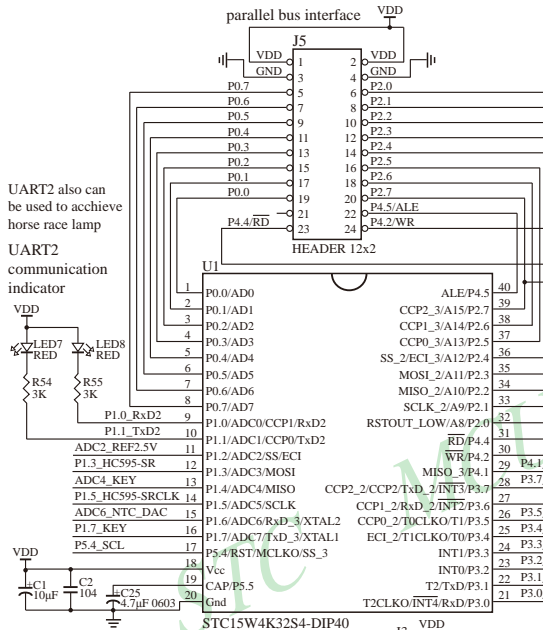 parallel bus interface
VDD
J5
VDD 1 2 VDD
GND 3 4 GND
P0.7 5 6 P2.0
P0.6 7 8 P2.1
P0.5 9 10 P2.2
P0.4 11 12 P2.3
P0.3 13 14 P2.4
P0.2 15 16 P2.5
P0.1 17 18 P2.6
P0.0 19 20 P2.7
21 22 P4.5/ALE
P4.4/RD 23 24 P4.2/WR
HEADER 12x2
UART2 also can
be used to acchieve
horse race lamp
UART2
communication
indicator
VDD
LED7
RED
LED8
RED
R54
3K
R55
3K
U1
1 P0.0/AD0 ALE/P4.5 40
2 P0.1/AD1 CCP2_3/A15/P2.7 39
3 P0.2/AD2 CCP1_3/A14/P2.6 38
4 P0.3/AD3 CCP0_3/A13/P2.5 37
5 P0.4/AD4 SS_2/ECI_3/A12/P2.4 36
6 P0.5/AD5 MOSI_2/A11/P2.3 35
7 P0.6/AD6 MISO_2/A10/P2.2 34
8 P0.7/AD7 SCLK_2/A9/P2.1 33
P1.0_RxD2 9 P1.0/ADC0/CCP1/RxD2 RSTOUT_LOW/A8/P2.0 32
P1.1_TxD2 10 P1.1/ADC1/CCP0/TxD2 RD/P4.4 31
ADC2_REF2.5V 11 P1.2/ADC2/SS/ECI WR/P4.2 30
P1.3_HC595-SR 12 P1.3/ADC3/MOSI MISO_3/P4.1 29 P4.1
ADC4_KEY 13 P1.4/ADC4/MISO CCP2_2/CCP2/TxD_2/INT3/P3.7 28 P3.7
P1.5_HC595-SRCLK 14 P1.5/ADC5/SCLK CCP1_2/RxD_2/INT2/P3.6 27
ADC6_NTC_DAC 15 P1.6/ADC6/RxD_3/XTAL2 CCP0_2/T0CLKO/T1/P3.5 26 P3.5
P1.7_KEY 16 P1.7/ADC7/TxD_3/XTAL1 ECI_2/T1CLKO/T0/P3.4 25 P3.4
P5.4_SCL 17 P5.4/RST/MCLKO/SS_3 INT1/P3.3 24 P3.3
VDD 18 Vcc INT0/P3.2 23 P3.2
19 CAP/P5.5 T2/TxD/P3.1 22 P3.1
20 Gnd T2CLKO/INT4/RxD/P3.0 21 P3.0
C1
10μF
C2
104
C25
4.7μF 0603
STC15W4K32S4-DIP40
VDD
STC MCU